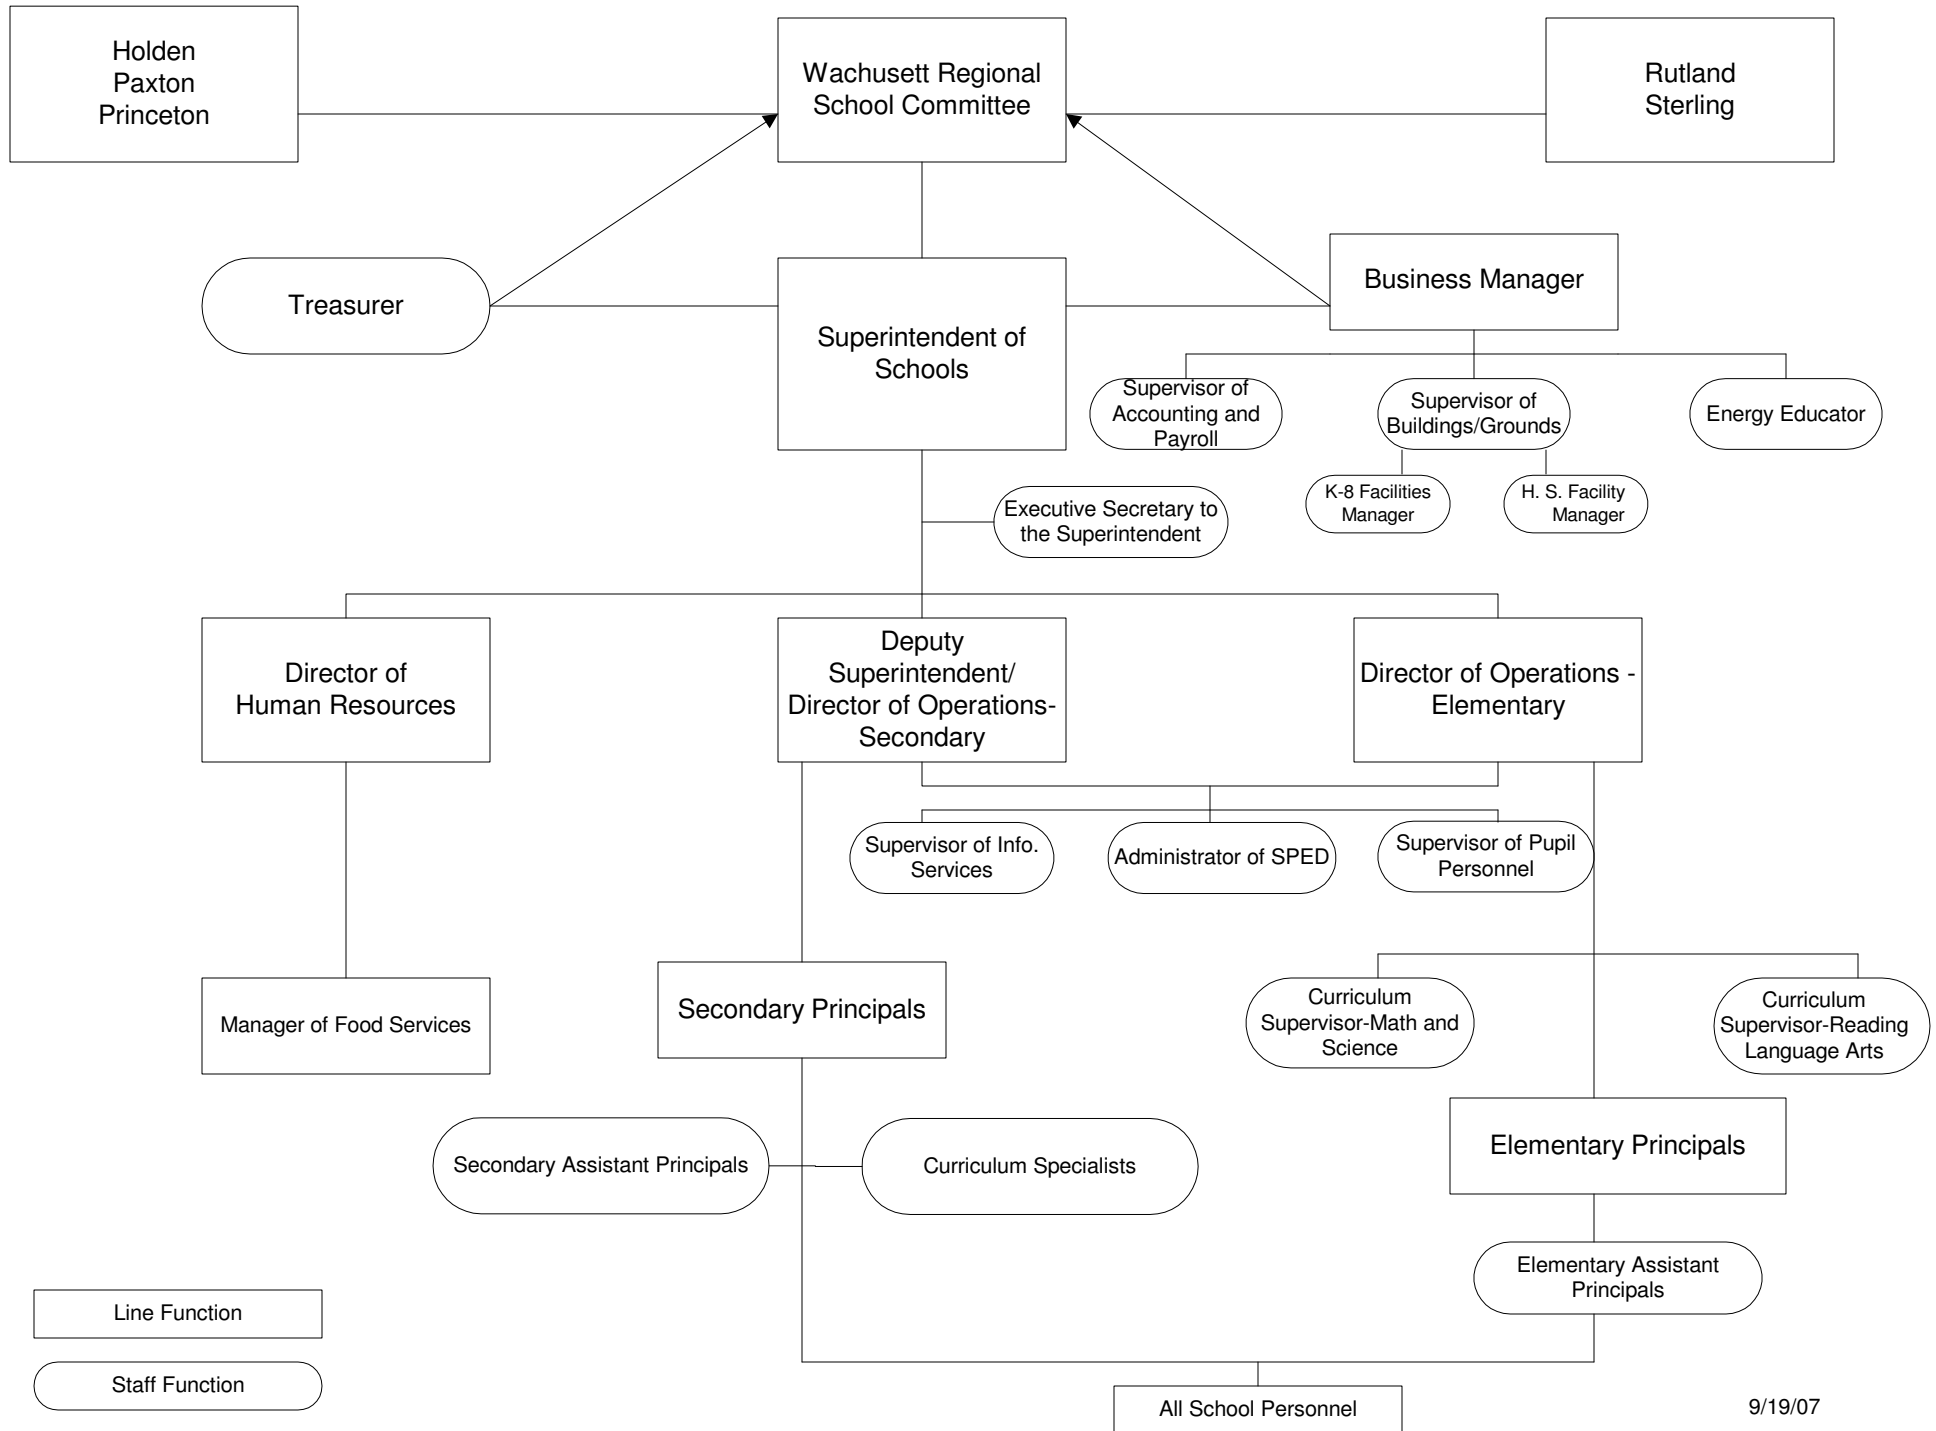 Holden
Paxton
Princeton
Wachusett Regional
School Committee
Rutland
Sterling
Treasurer
Superintendent of
Schools
Business Manager
Supervisor of
Accounting and
Payroll
Supervisor of
Buildings/Grounds
Energy Educator
K-8 Facilities
Manager
H. S. Facility
Manager
Executive Secretary to
the Superintendent
Director of
Human Resources
Deputy
Superintendent/
Director of Operations-
Secondary
Director of Operations -
Elementary
Supervisor of Info.
Services
Administrator of SPED
Supervisor of Pupil
Personnel
Manager of Food Services
Secondary Principals
Curriculum
Supervisor-Math and
Science
Curriculum
Supervisor-Reading
Language Arts
Secondary Assistant Principals
Curriculum Specialists
Elementary Principals
Elementary Assistant
Principals
Line Function
Staff Function
All School Personnel
9/19/07